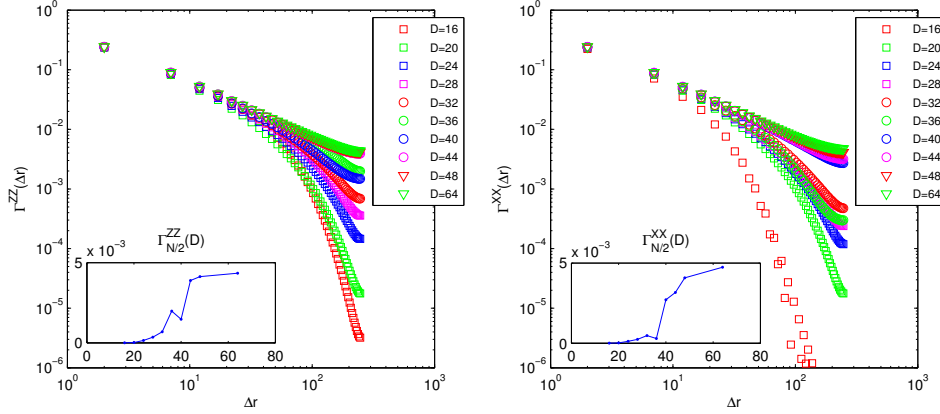 10^0
10^-1
10^-2
10^-3
10^-4
10^-5
10^-6
10^0
10^1
10^2
10^3
Γ^ZZ(Δr)
Δr
D=16
D=20
D=24
D=28
D=32
D=36
D=40
D=44
D=48
D=64
Γ^ZZ_N/2(D)
5 x 10^-3
0
0 20 40 60 80
10^0
10^-1
10^-2
10^-3
10^-4
10^-5
10^-6
10^0
10^1
10^2
10^3
Γ^XX(Δr)
Δr
D=16
D=20
D=24
D=28
D=32
D=36
D=40
D=44
D=48
D=64
Γ^XX_N/2(D)
5 x 10^-3
0
0 20 40 60 80